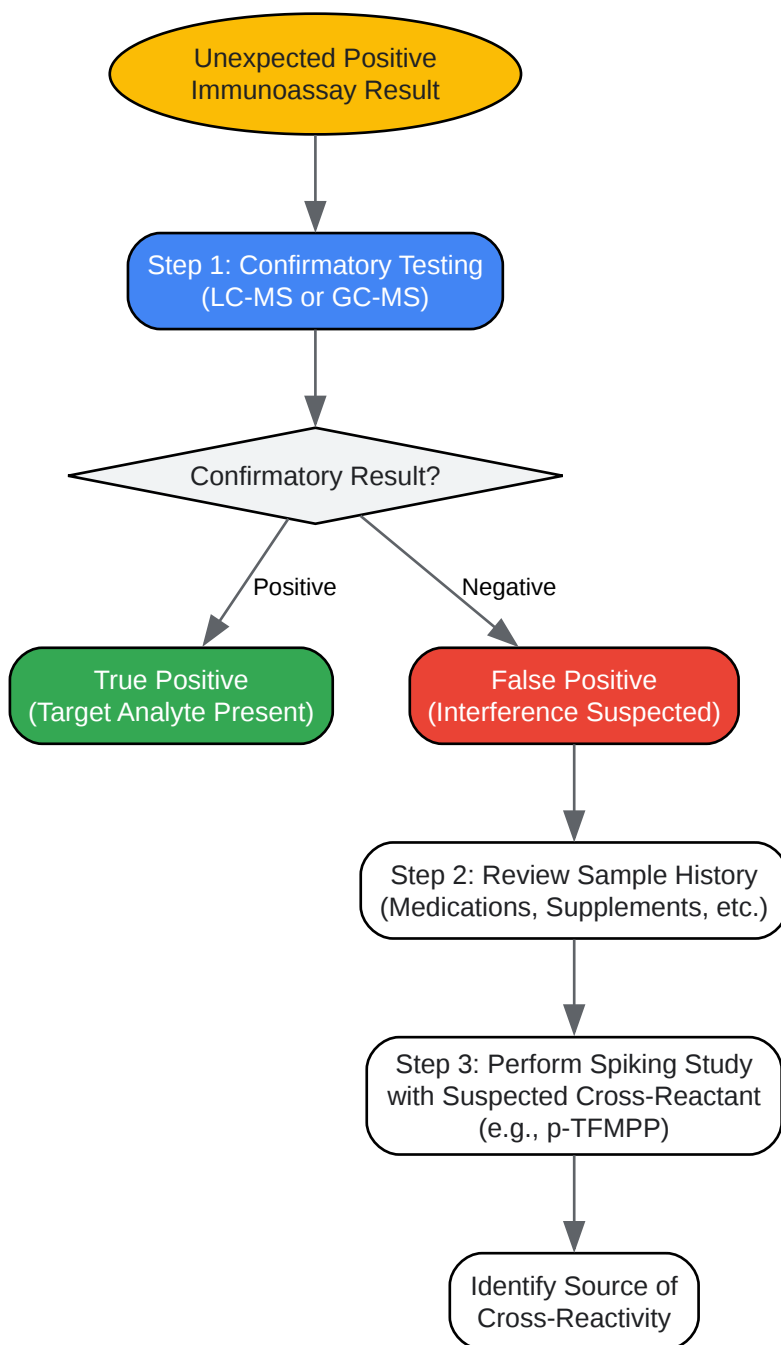 Unexpected Positive
Immunoassay Result
Step 1: Confirmatory Testing
(LC-MS or GC-MS)
Confirmatory Result?
Positive
Negative
True Positive
(Target Analyte Present)
False Positive
(Interference Suspected)
Step 2: Review Sample History
(Medications, Supplements, etc.)
Step 3: Perform Spiking Study
with Suspected Cross-Reactant
(e.g., p-TFMPP)
Identify Source of
Cross-Reactivity